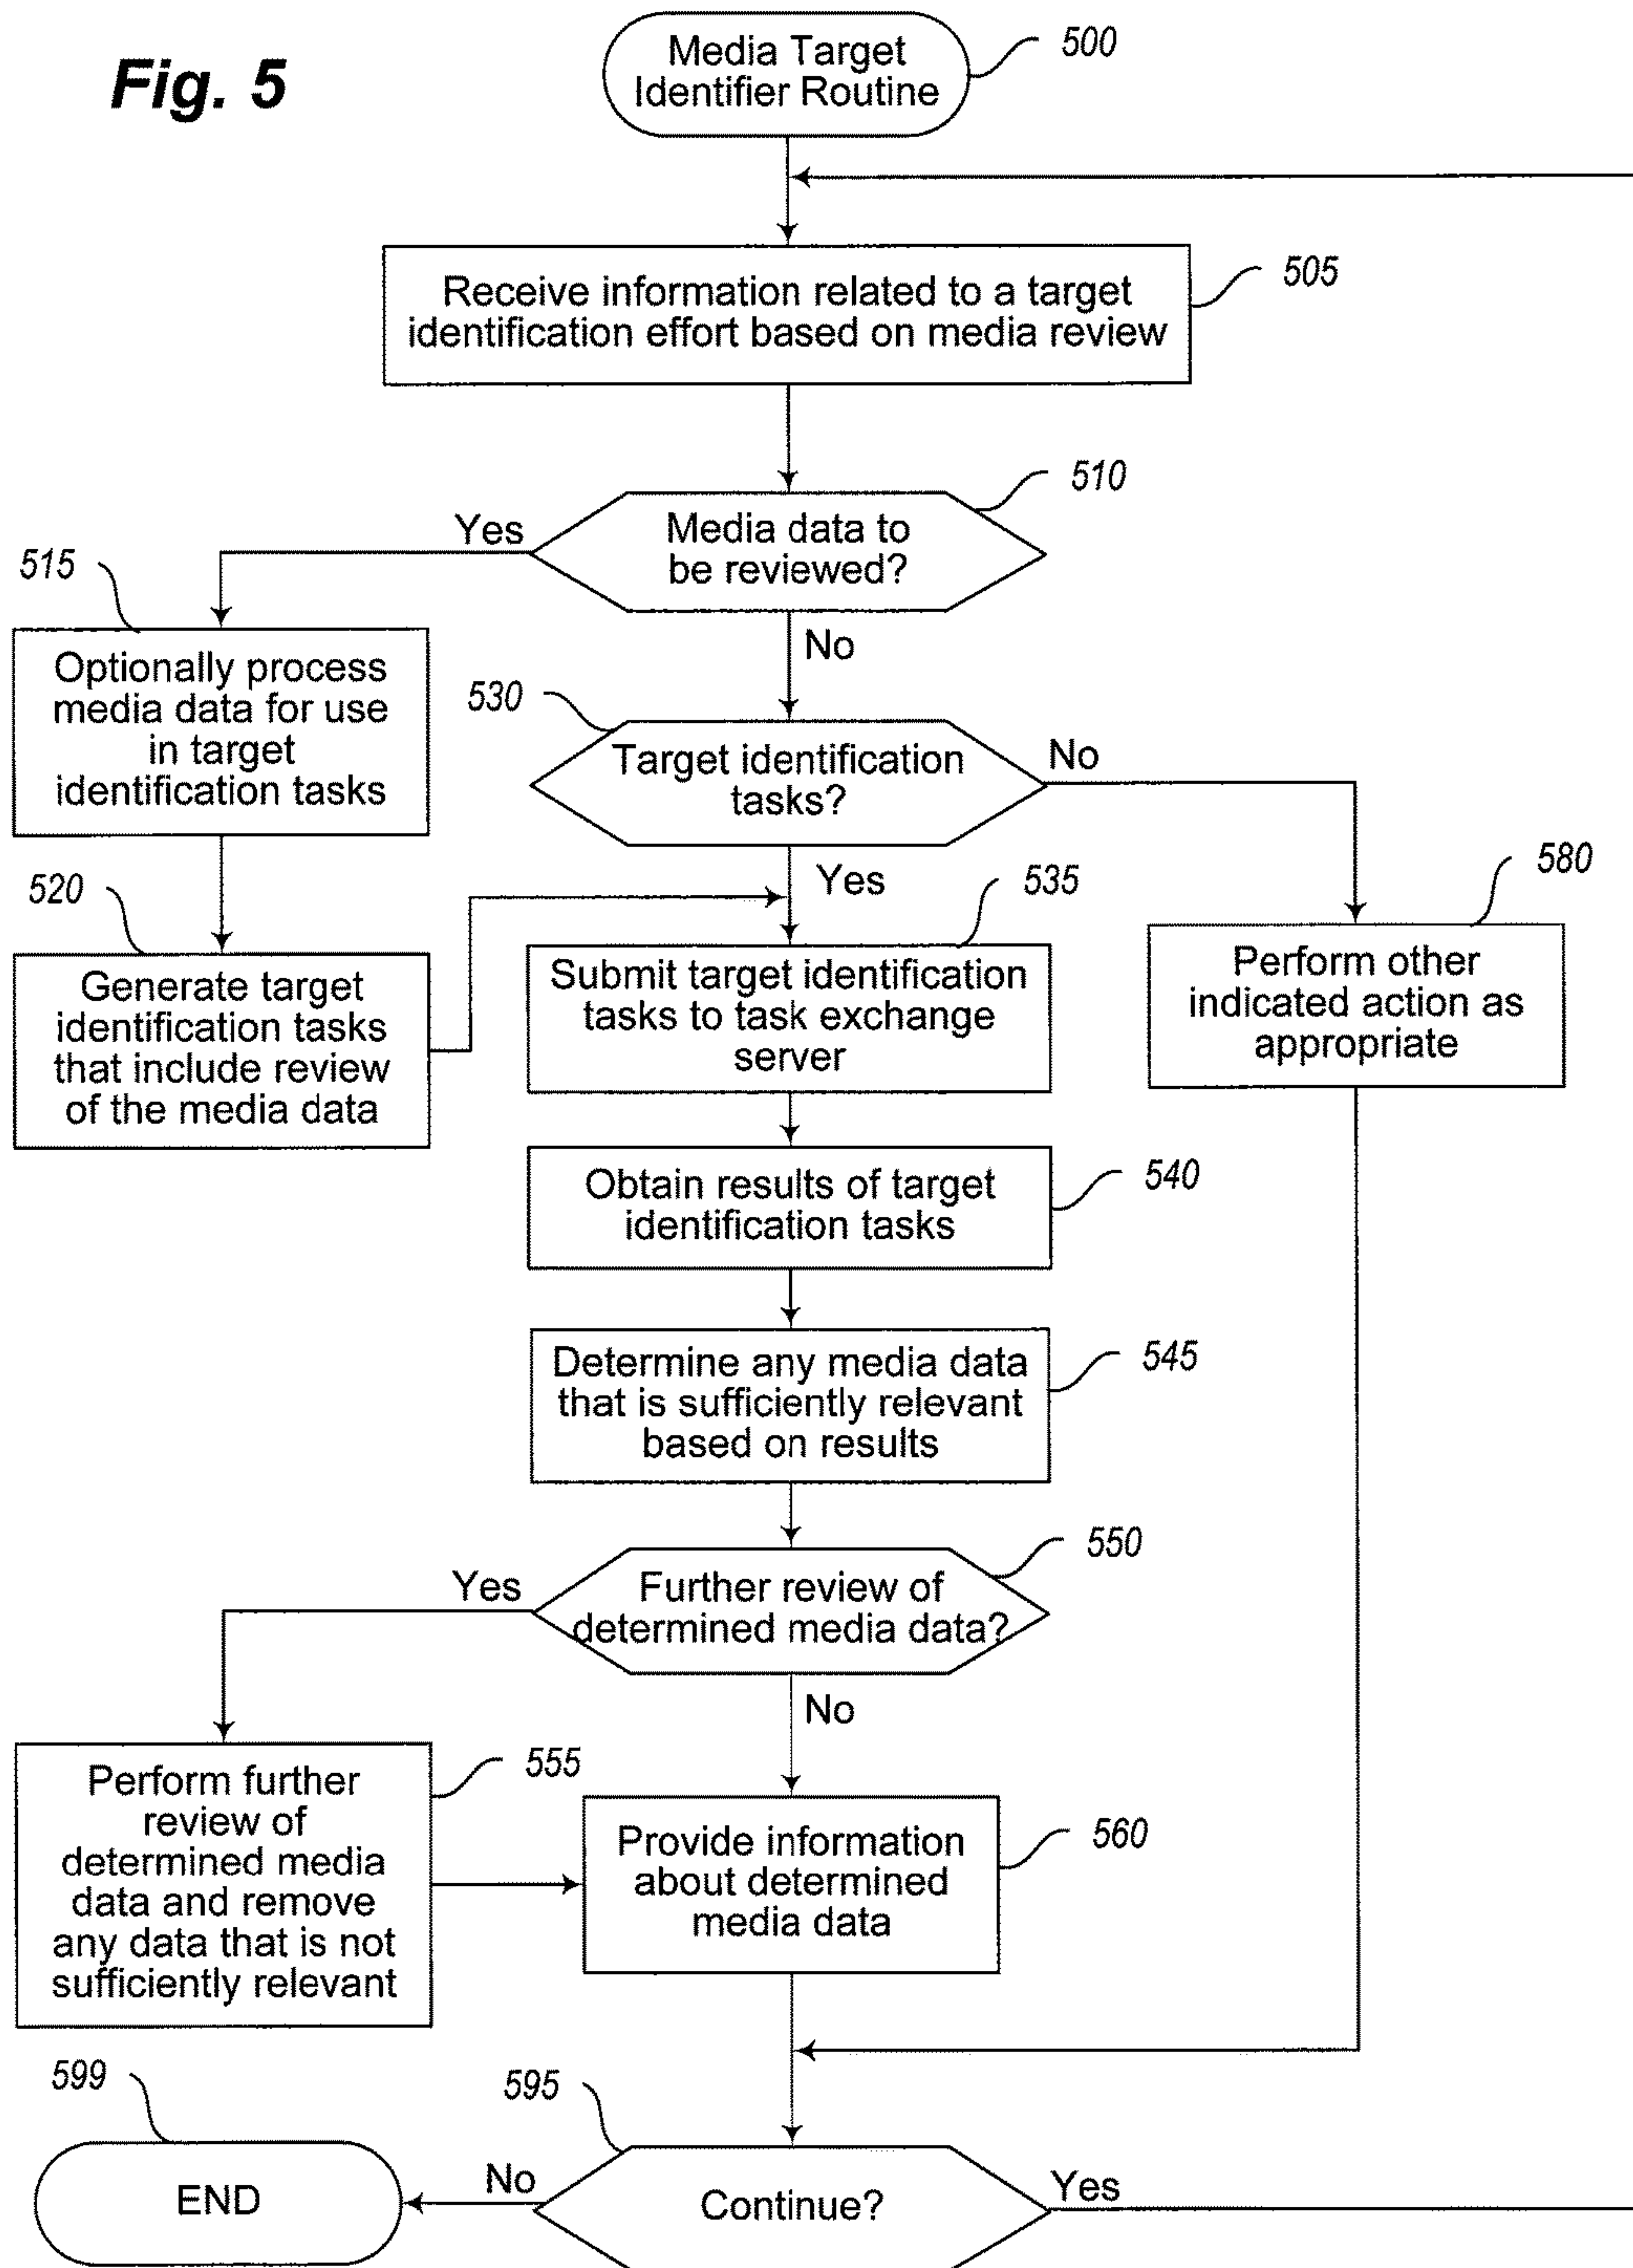 Fig. 5
Media Target
Identifier Routine
500
Receive information related to a target
identification effort based on media review
505
Media data to
be reviewed?
510
Yes
No
515
Optionally process
media data for use
in target
identification tasks
530
Target identification
tasks?
No
Yes
520
Generate target
identification tasks
that include review
of the media data
535
Submit target identification
tasks to task exchange
server
580
Perform other
indicated action as
appropriate
Obtain results of target
identification tasks
540
Determine any media data
that is sufficiently relevant
based on results
545
Further review of
determined media data?
550
Yes
No
Perform further
review of
determined media
data and remove
any data that is not
sufficiently relevant
555
Provide information
about determined
media data
560
599
END
595
No
Continue?
Yes